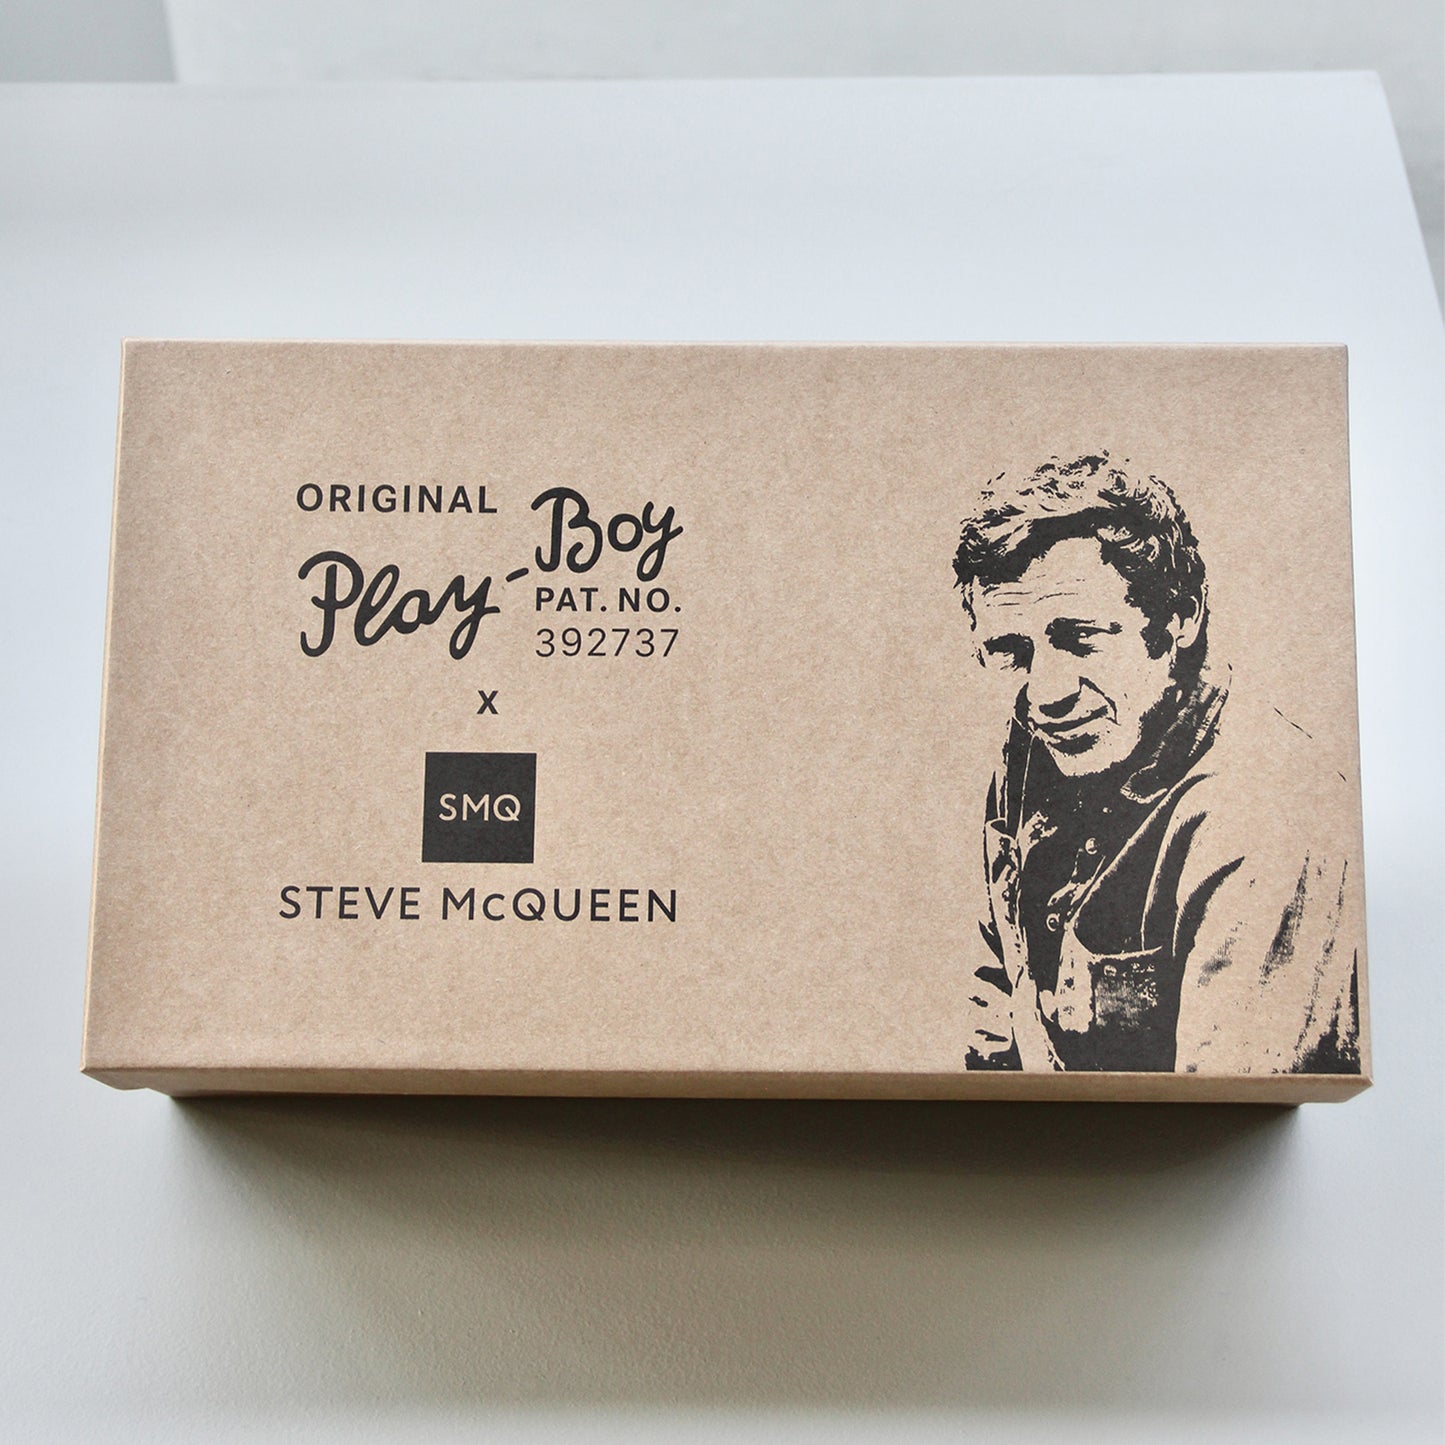 ORIGINAL
Play-Boy
PAT. NO.
392737
X
SMQ
STEVE McQUEEN